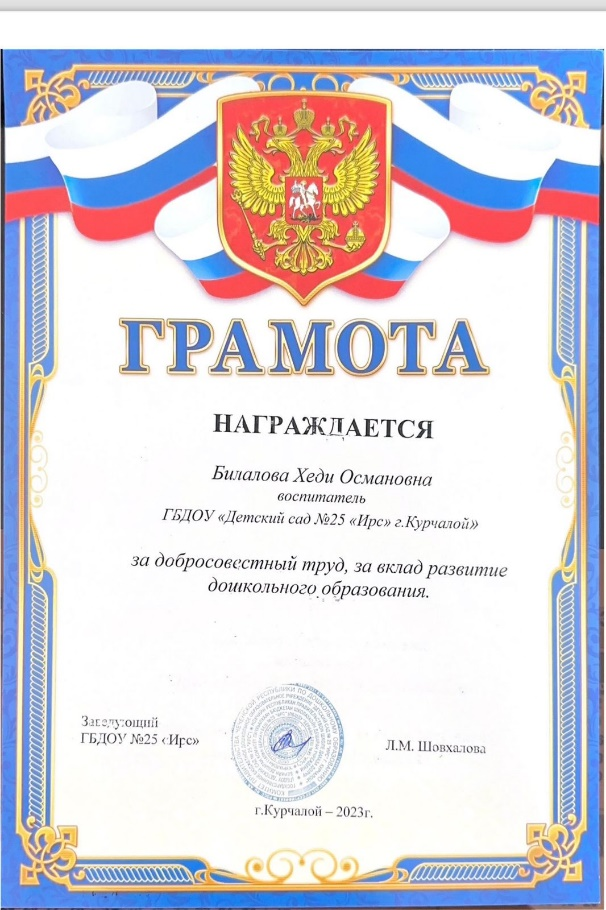 ГРАМОТА
НАГРАЖДАЕТСЯ
Билалова Хеди Османовна
воспитатель
ГБДОУ «Детский сад №25 «Ирс» г.Курчалой»
за добросовестный труд, за вклад развитие
дошкольного образования.
Заведующий
ГБДОУ №25 «Ирс»
Л.М. Шовхалова
г.Курчалой – 2023г.